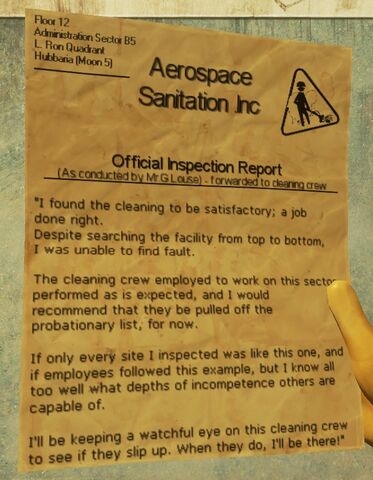 Floor 12
Administration Sector B5
L. Ron Quadrant
Hubbaria (Moon 5)
Aerospace
Sanitation Inc
Official Inspection Report
(As conducted by Mr G Louse) - forwarded to cleaning crew
"I found the cleaning to be satisfactory; a job
done right.
Despite searching the facility from top to bottom,
I was unable to find fault.
The cleaning crew employed to work on this sector
performed as is expected, and I would
recommend that they be pulled off the
probationary list, for now.
If only every site I inspected was like this one, and
if employees followed this example, but I know all
too well what depths of incompetence others are
capable of.
I'll be keeping a watchful eye on this cleaning crew
to see if they slip up. When they do, I'll be there!"